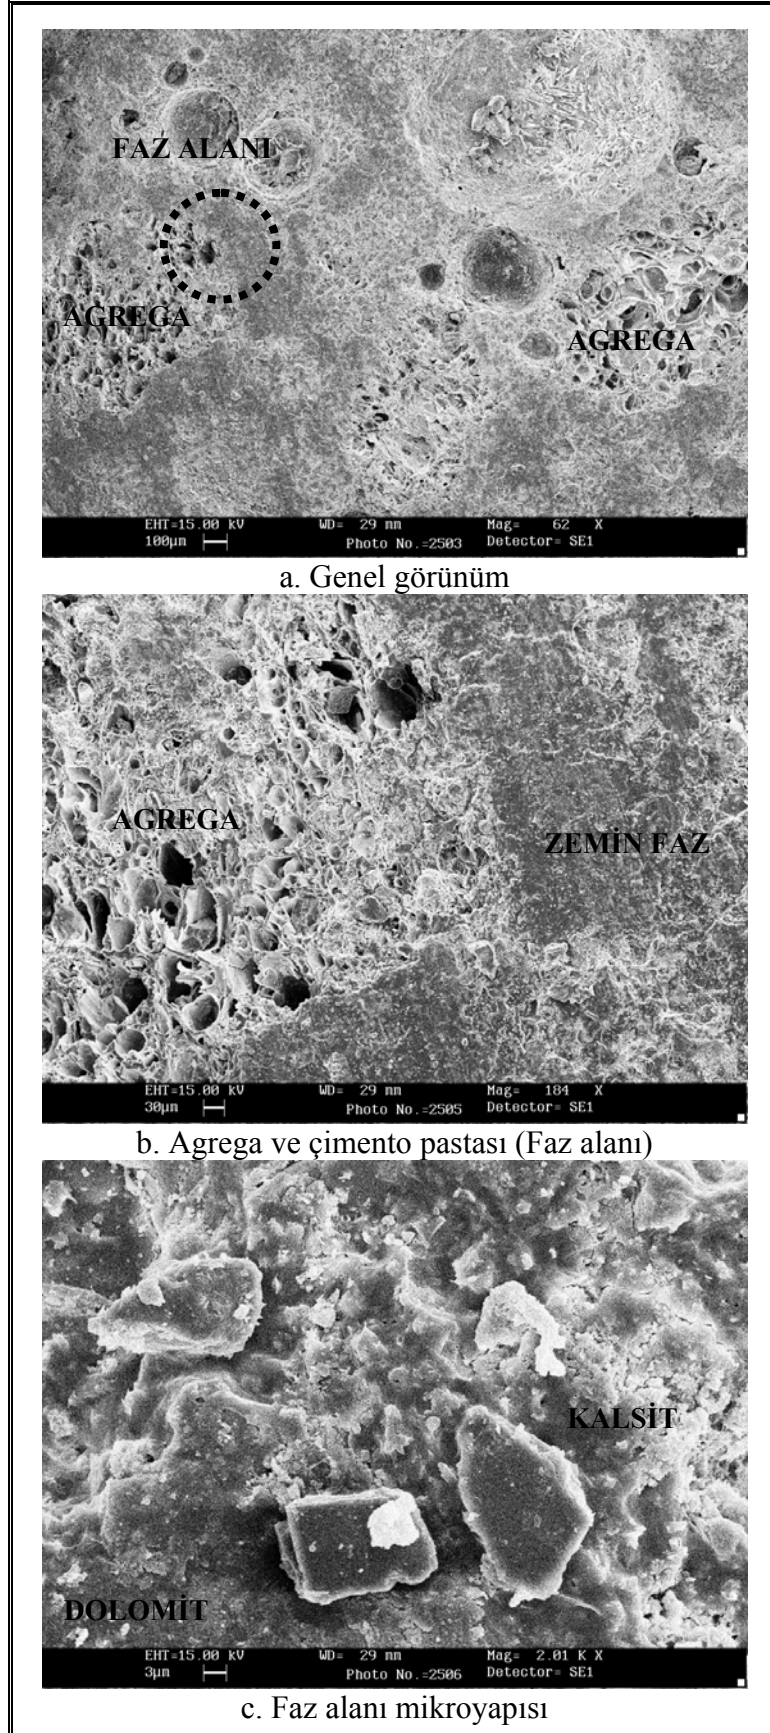 FAZ ALANI
AGREGA
AGREGA
EHT=15.00 kV WD= 29 mm Mag= 62 X
100µm Photo No.=2503 Detector= SE1
a. Genel görünüm
AGREGA
ZEMİN FAZ
EHT=15.00 kV WD= 29 mm Mag= 184 X
30µm Photo No.=2505 Detector= SE1
b. Agrega ve çimento pastası (Faz alanı)
KALSİT
DOLOMİT
EHT=15.00 kV WD= 29 mm Mag= 2.01 K X
3µm Photo No.=2506 Detector= SE1
c. Faz alanı mikroyapısı